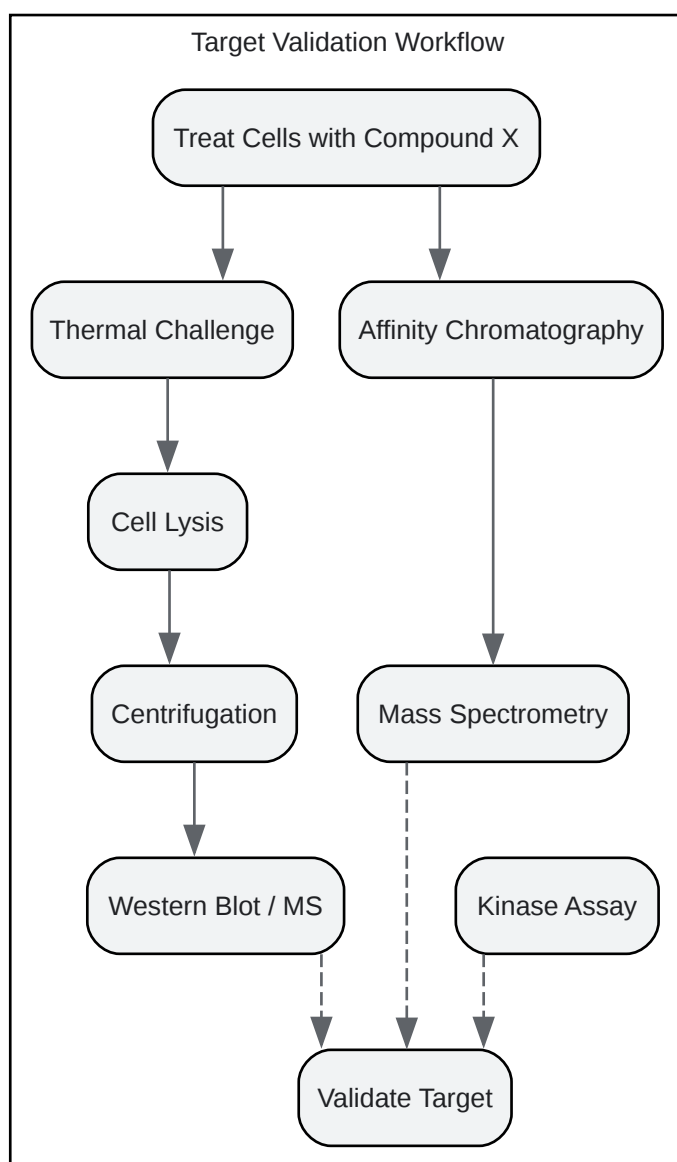 Target Validation Workflow
Treat Cells with Compound X
Thermal Challenge
Affinity Chromatography
Cell Lysis
Centrifugation
Mass Spectrometry
Western Blot / MS
Kinase Assay
Validate Target